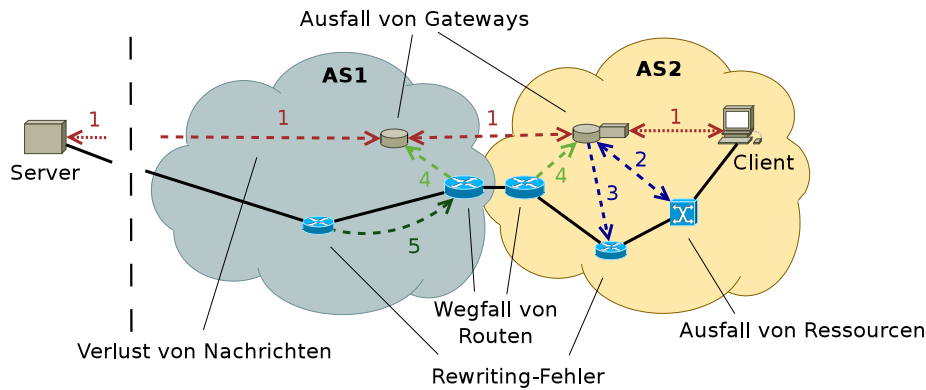 Ausfall von Gateways
AS1
AS2
1
1
1
1
Server
Client
4
4
2
3
5
Wegfall von
Routen
Ausfall von Ressourcen
Verlust von Nachrichten
Rewriting-Fehler